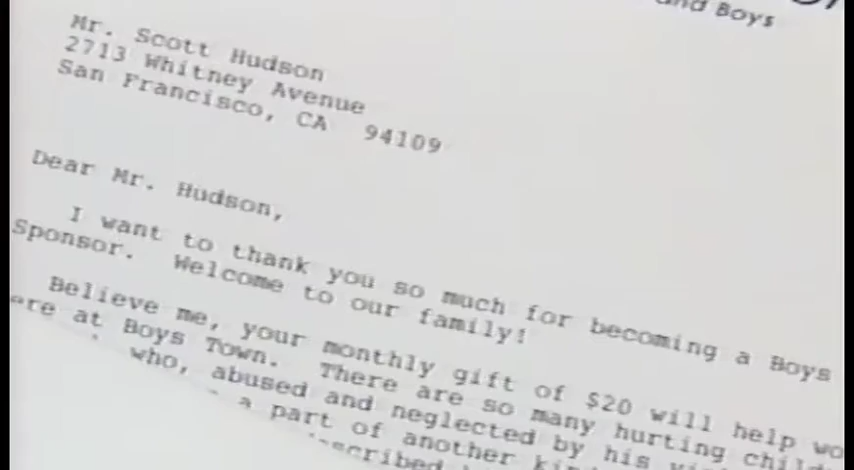 and Boys
Mr. Scott Hudson
2713 Whitney Avenue
San Francisco, CA  94109
Dear Mr. Hudson,
I want to thank you so much for becoming a Boys
Sponsor.  Welcome to our family!
Believe me, your monthly gift of $20 will help
at Boys Town.  There are so many hurting
who, abused and neglected by his
a part of another